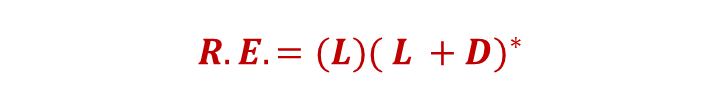 R. E. = (L)( L + D)*